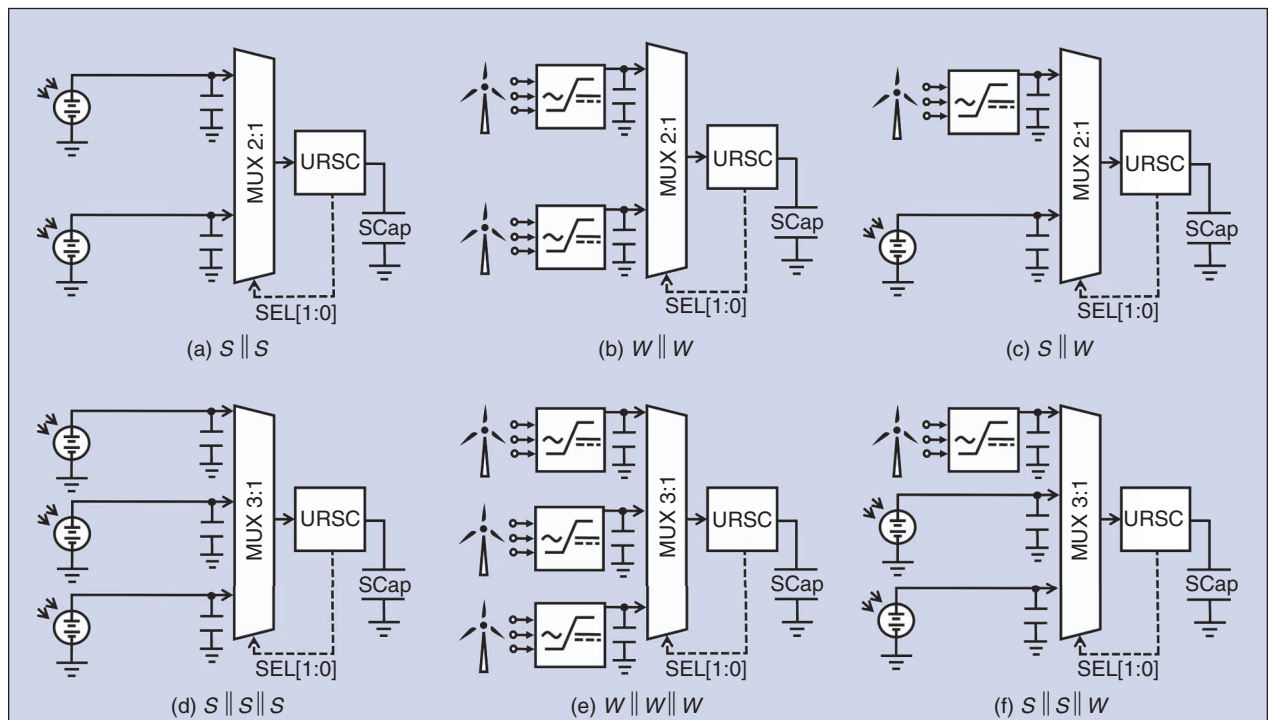 MUX 2:1
URSC
SCap
SEL[1:0]
(a) S || S
MUX 2:1
URSC
SCap
SEL[1:0]
(b) W || W
MUX 2:1
URSC
SCap
SEL[1:0]
(c) S || W
MUX 3:1
URSC
SCap
SEL[1:0]
(d) S || S || S
MUX 3:1
URSC
SCap
SEL[1:0]
(e) W || W || W
MUX 3:1
URSC
SCap
SEL[1:0]
(f) S || S || W